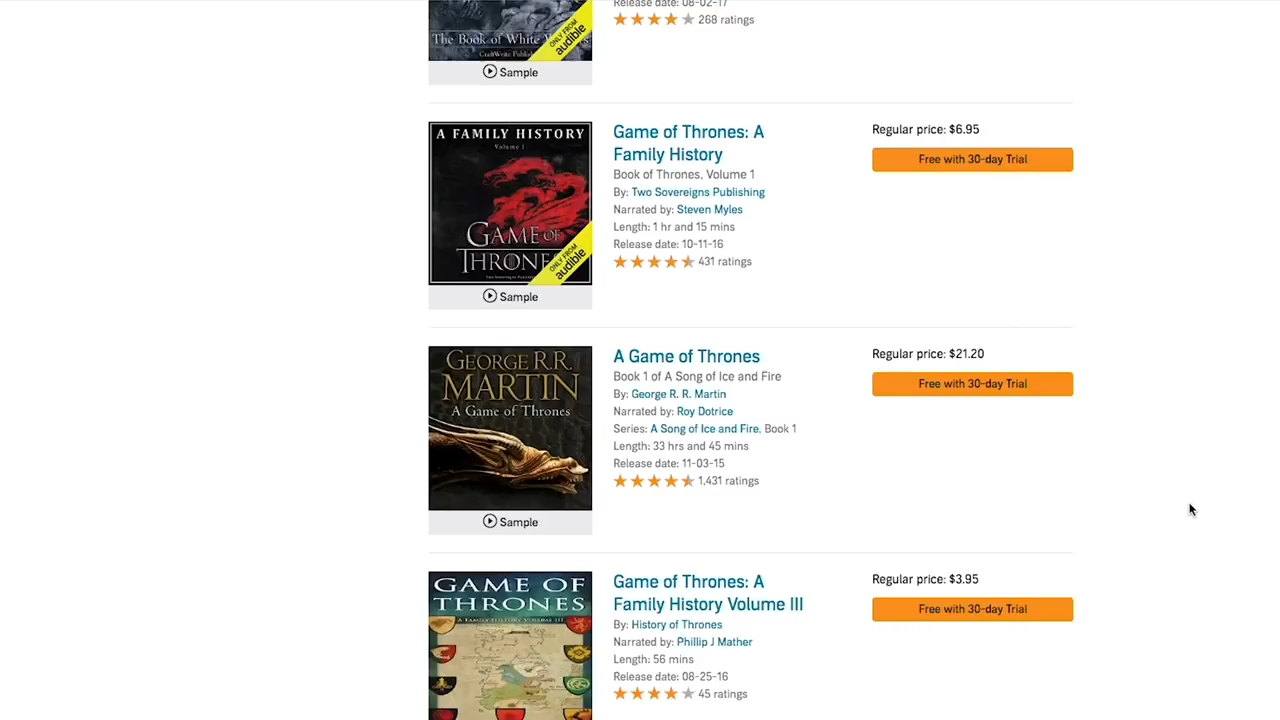 Release date: 08-02-17
268 ratings
The Book of White
ONLY FROM
audible
Sample
A FAMILY HISTORY
Volume I
GAME OF
THRONE
ONLY FROM
audible
Sample
Game of Thrones: A
Family History
Book of Thrones, Volume 1
By: Two Sovereigns Publishing
Narrated by: Steven Myles
Length: 1 hr and 15 mins
Release date: 10-11-16
431 ratings
Regular price: $6.95
Free with 30-day Trial
GEORGE R.R.
MARTIN
A Game of Thrones
Sample
A Game of Thrones
Book 1 of A Song of Ice and Fire
By: George R. R. Martin
Narrated by: Roy Dotrice
Series: A Song of Ice and Fire, Book 1
Length: 33 hrs and 45 mins
Release date: 11-03-15
1,431 ratings
Regular price: $21.20
Free with 30-day Trial
GAME OF
THRONES
A FAMILY HISTORY VOLUME III
Game of Thrones: A
Family History Volume III
By: History of Thrones
Narrated by: Phillip J Mather
Length: 56 mins
Release date: 08-25-16
45 ratings
Regular price: $3.95
Free with 30-day Trial